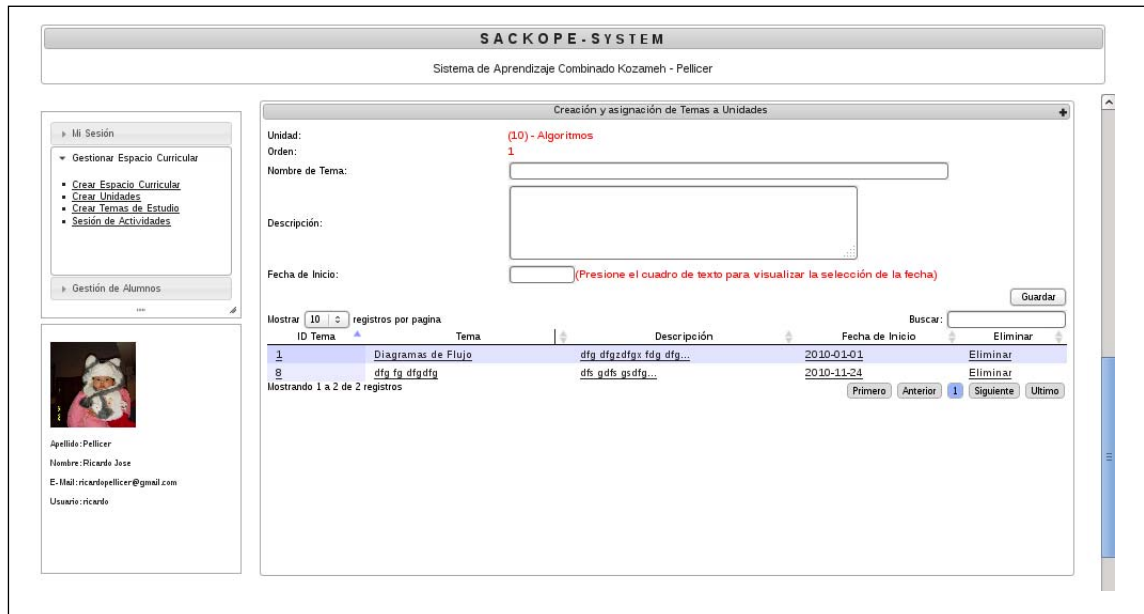 SACKOPE-SYSTEM
Sistema de Aprendizaje Combinado Kozameh - Pellicer
Mi Sesión
Gestionar Espacio Curricular
Crear Espacio Curricular
Crear Unidades
Crear Temas de Estudio
Sesión de Actividades
Gestión de Alumnos
Apellido:Pellicer
Nombre:Ricardo Jose
E-Mail:ricardopellicer@gmail.com
Usuario:ricardo
Creación y asignación de Temas a Unidades
Unidad: (10) - Algoritmos
Orden: 1
Nombre de Tema:
Descripción:
Fecha de Inicio: (Presione el cuadro de texto para visualizar la selección de la fecha)
Guardar
Mostrar 10 registros por pagina Buscar:
ID Tema Tema Descripción Fecha de Inicio Eliminar
1 Diagramas de Flujo dfg dfgzdfgx fdg dfg... 2010-01-01 Eliminar
8 dfg fg dfgdfg dfs gdfs gsdfg... 2010-11-24 Eliminar
Mostrando 1 a 2 de 2 registros Primero Anterior 1 Siguiente Ultimo